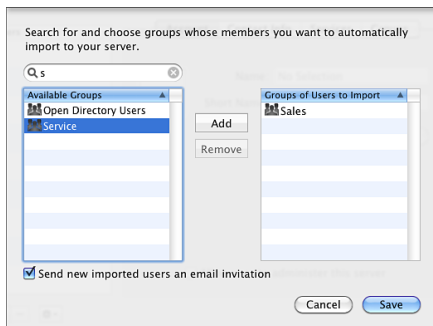 Search for and choose groups whose members you want to automatically
import to your server.
s
Available Groups
Groups of Users to Import
Open Directory Users
Service
Sales
Add
Remove
Send new imported users an email invitation
Cancel
Save